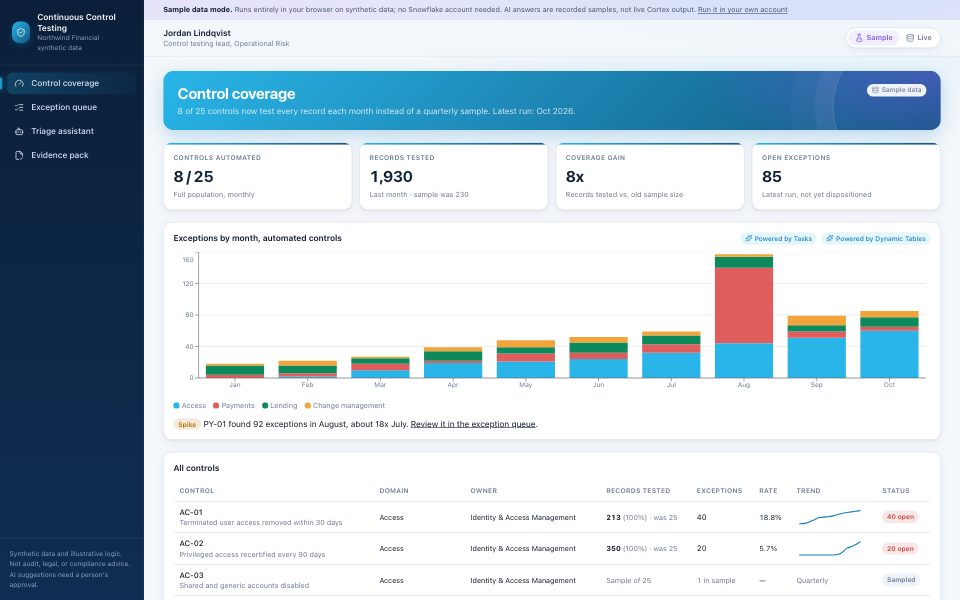 Continuous Control
Testing
Northwind Financial ·
synthetic data
Control coverage
Exception queue
Triage assistant
Evidence pack
Synthetic data and illustrative logic.
Not audit, legal, or compliance advice.
AI suggestions need a person's
approval.
Sample data mode. Runs entirely in your browser on synthetic data; no Snowflake account needed. AI answers are recorded samples, not live Cortex output. Run it in your own account
Jordan Lindqvist
Control testing lead, Operational Risk
Sample
Live
Control coverage
8 of 25 controls now test every record each month instead of a quarterly sample. Latest run: Oct 2026.
Sample data
CONTROLS AUTOMATED
8 / 25
Full population, monthly
RECORDS TESTED
1,930
Last month · sample was 230
COVERAGE GAIN
8x
Records tested vs. old sample size
OPEN EXCEPTIONS
85
Latest run, not yet dispositioned
Exceptions by month, automated controls
Powered by Tasks
Powered by Dynamic Tables
160
120
80
40
0
Jan Feb Mar Apr May Jun Jul Aug Sep Oct
Access Payments Lending Change management
Spike PY-01 found 92 exceptions in August, about 18x July. Review it in the exception queue.
All controls
CONTROL DOMAIN OWNER RECORDS TESTED EXCEPTIONS RATE TREND STATUS
AC-01
Terminated user access removed within 30 days
Access Identity & Access Management 213 (100%) · was 25 40 18.8% 40 open
AC-02
Privileged access recertified every 90 days
Access Identity & Access Management 350 (100%) · was 25 20 5.7% 20 open
AC-03
Shared and generic accounts disabled
Access Identity & Access Management Sample of 25 1 in sample — Quarterly Sampled